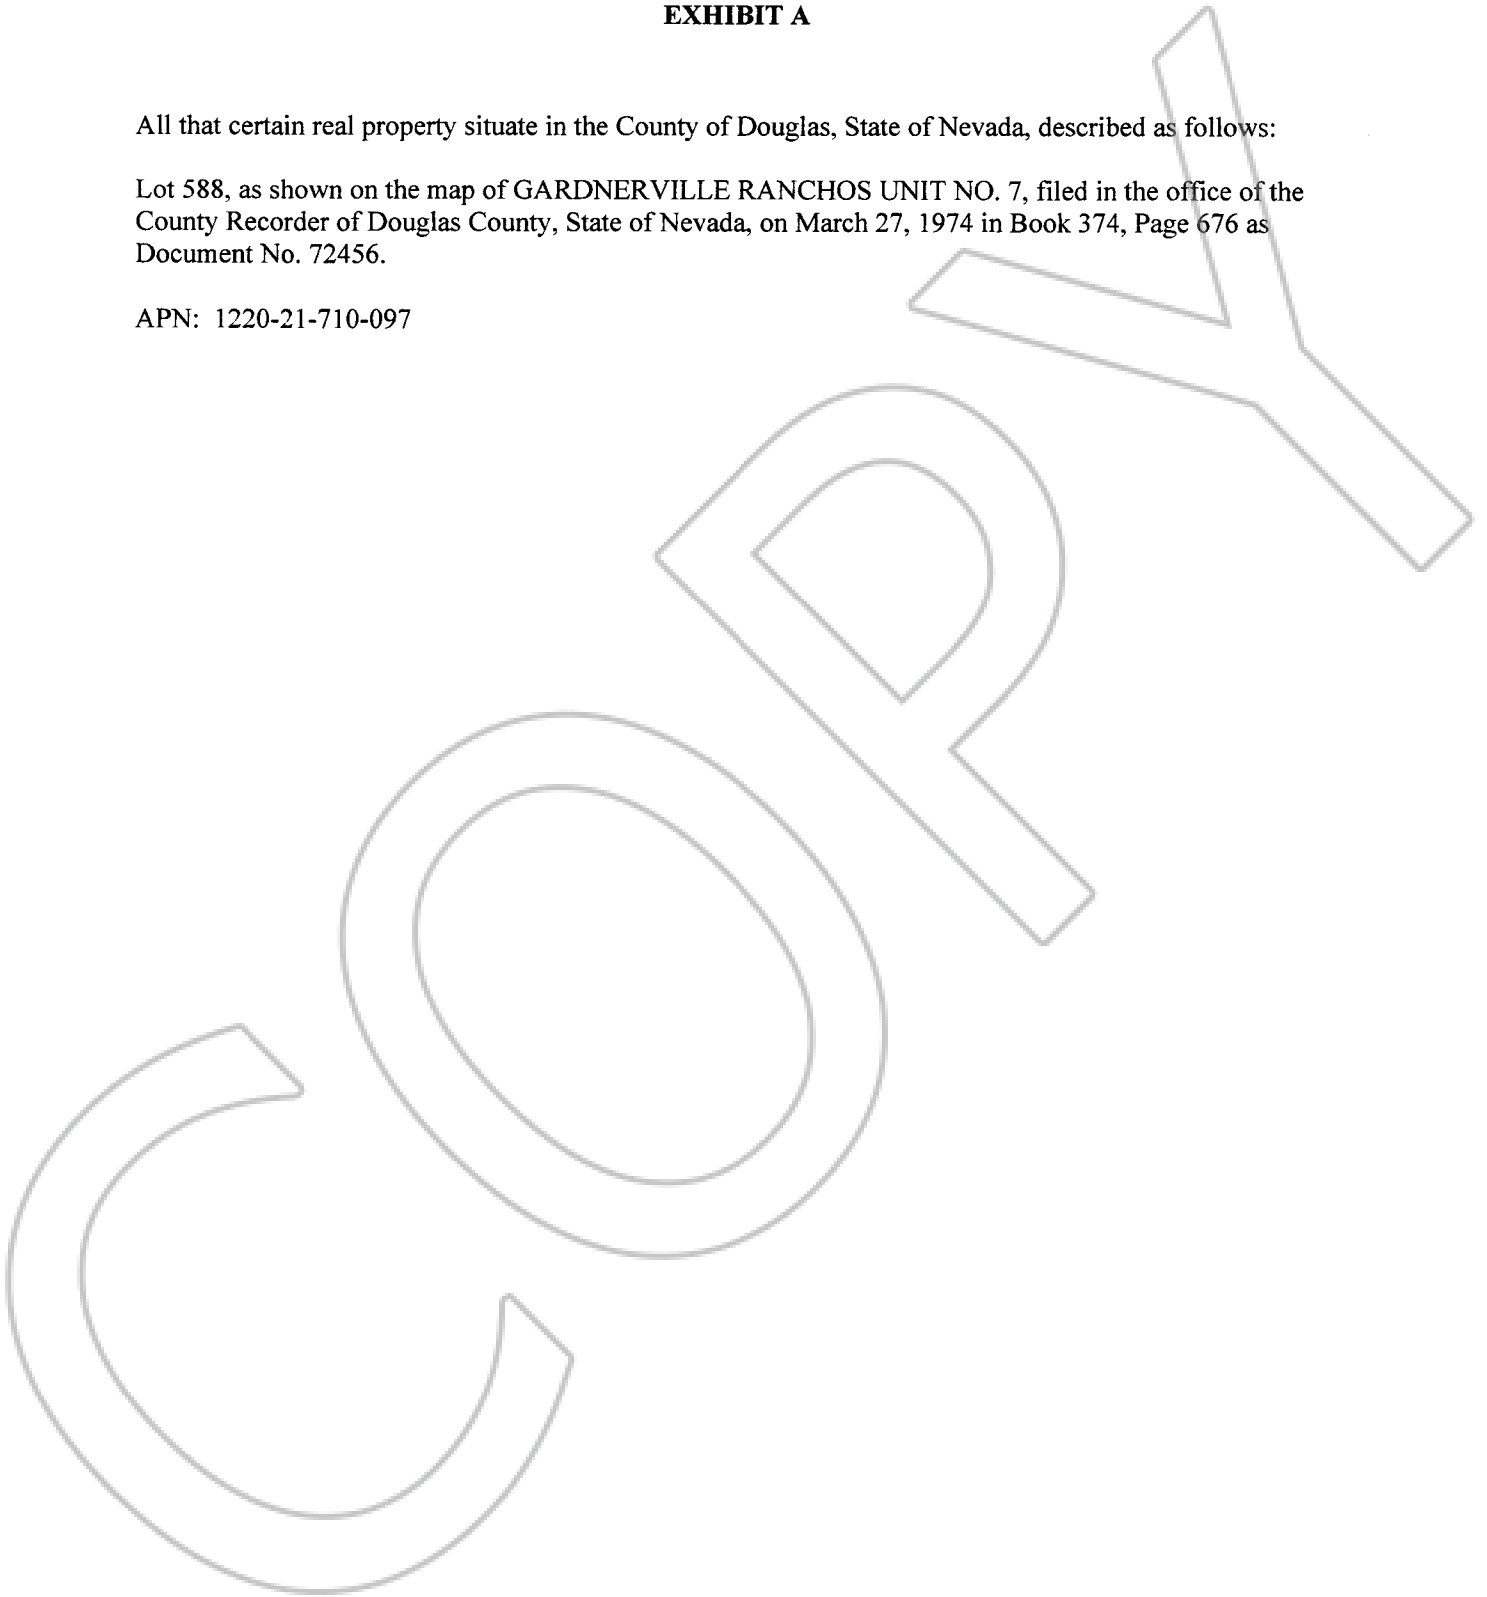 EXHIBIT A
All that certain real property situate in the County of Douglas, State of Nevada, described as follows:
Lot 588, as shown on the map of GARDNERVILLE RANCHOS UNIT NO. 7, filed in the office of the
County Recorder of Douglas County, State of Nevada, on March 27, 1974 in Book 374, Page 676 as
Document No. 72456.
APN: 1220-21-710-097
COPY